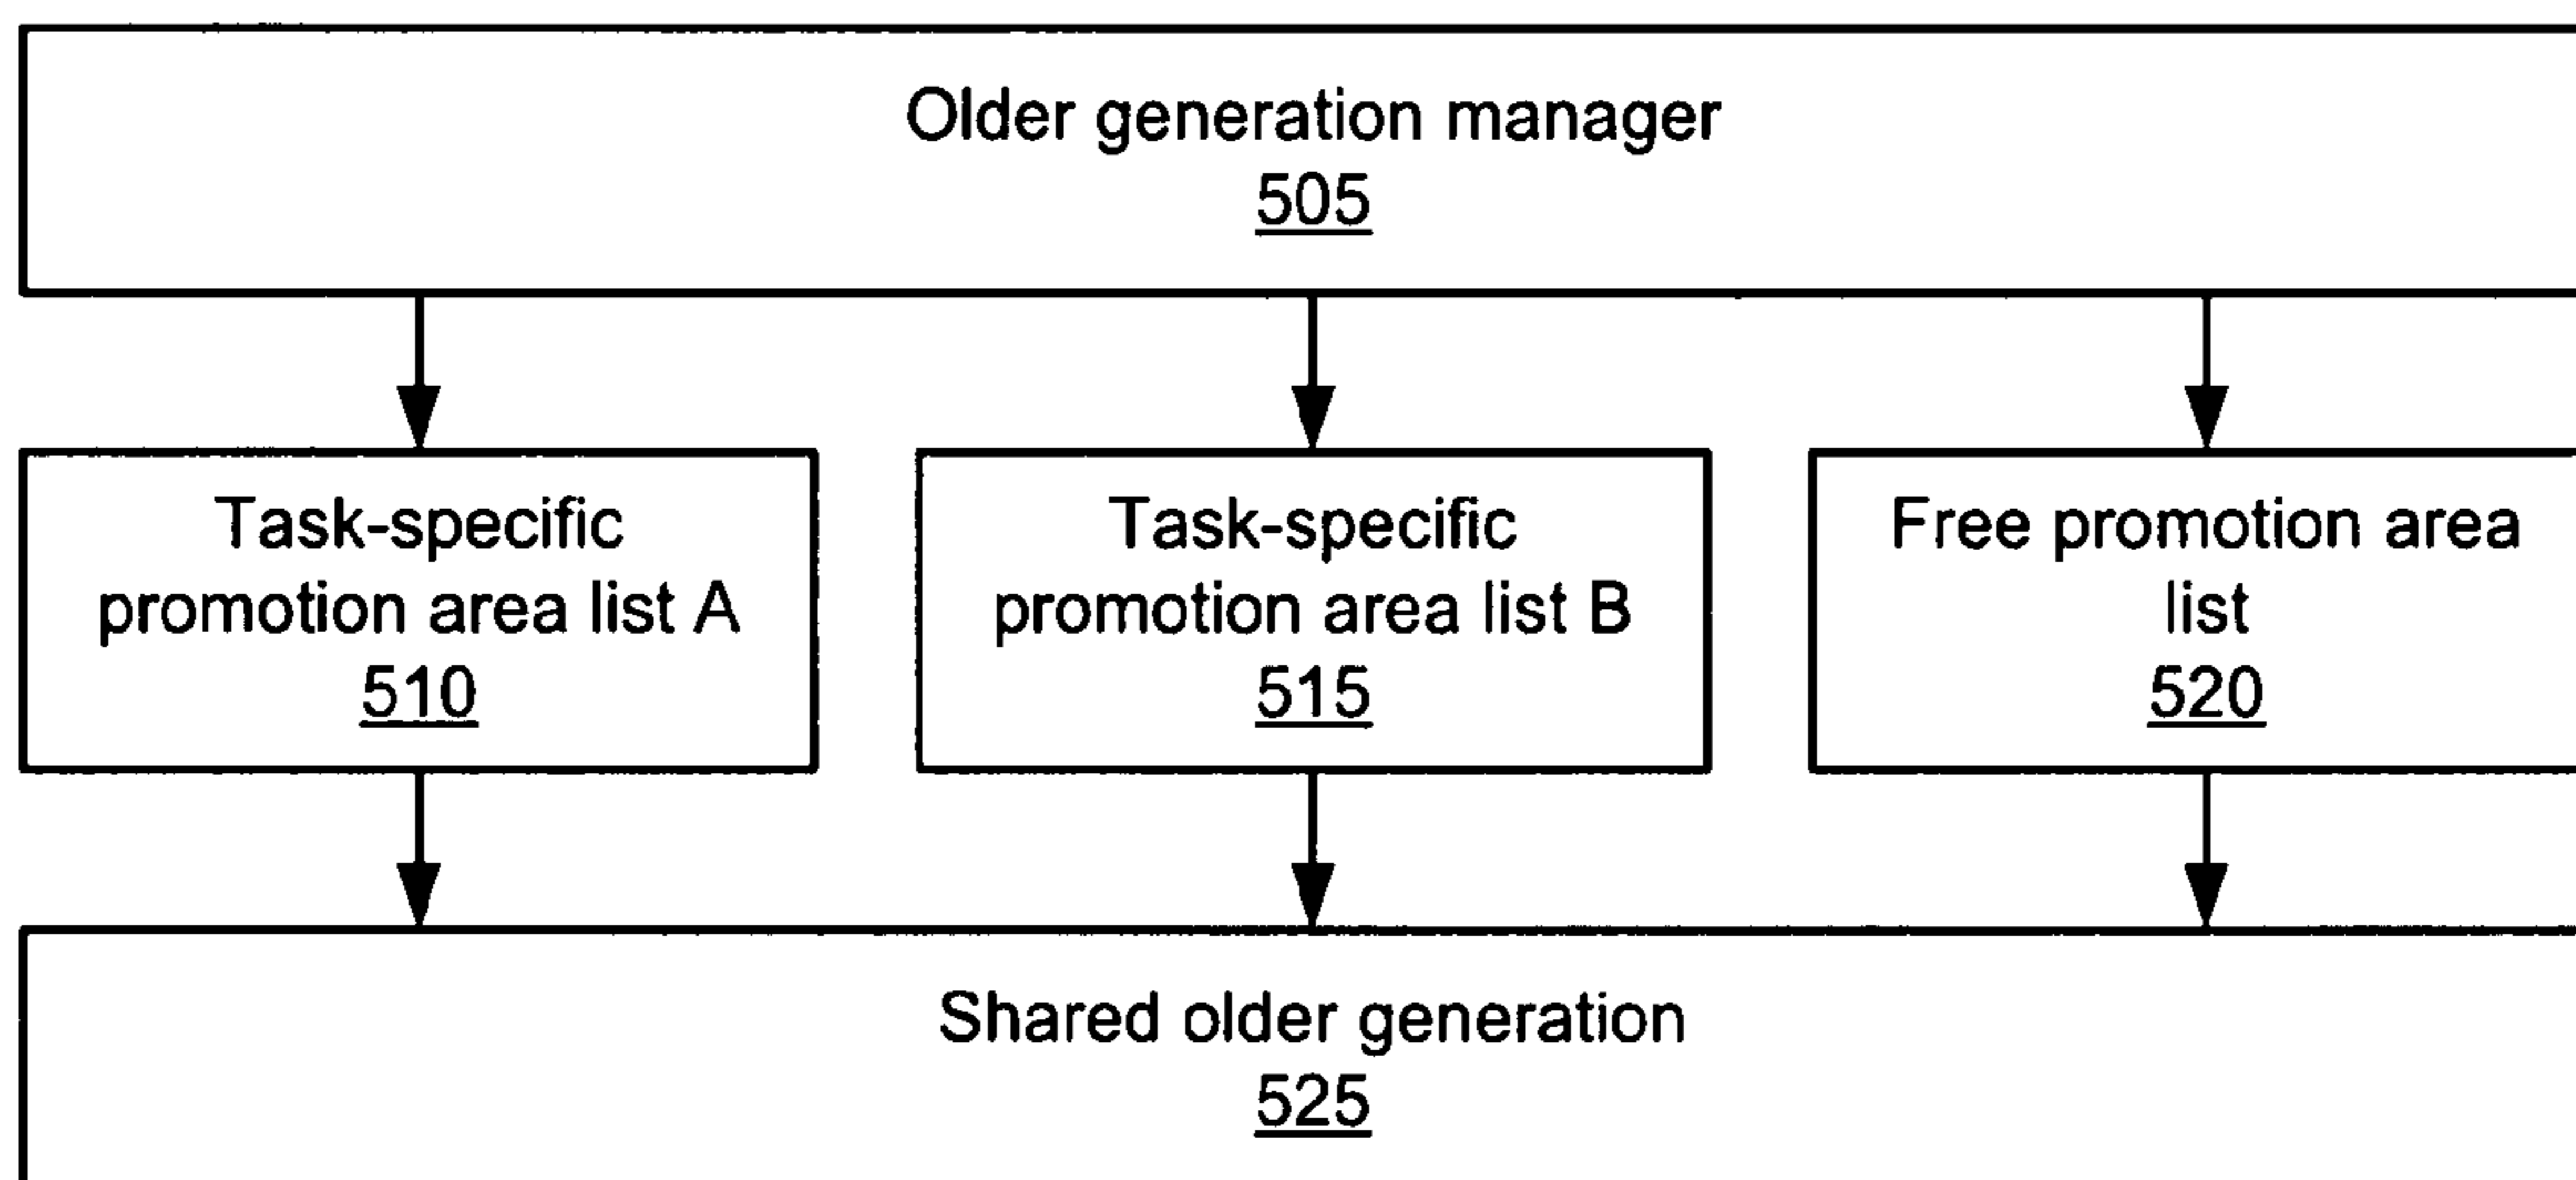 Older generation manager
505
Task-specific
promotion area list A
510
Task-specific
promotion area list B
515
Free promotion area
list
520
Shared older generation
525